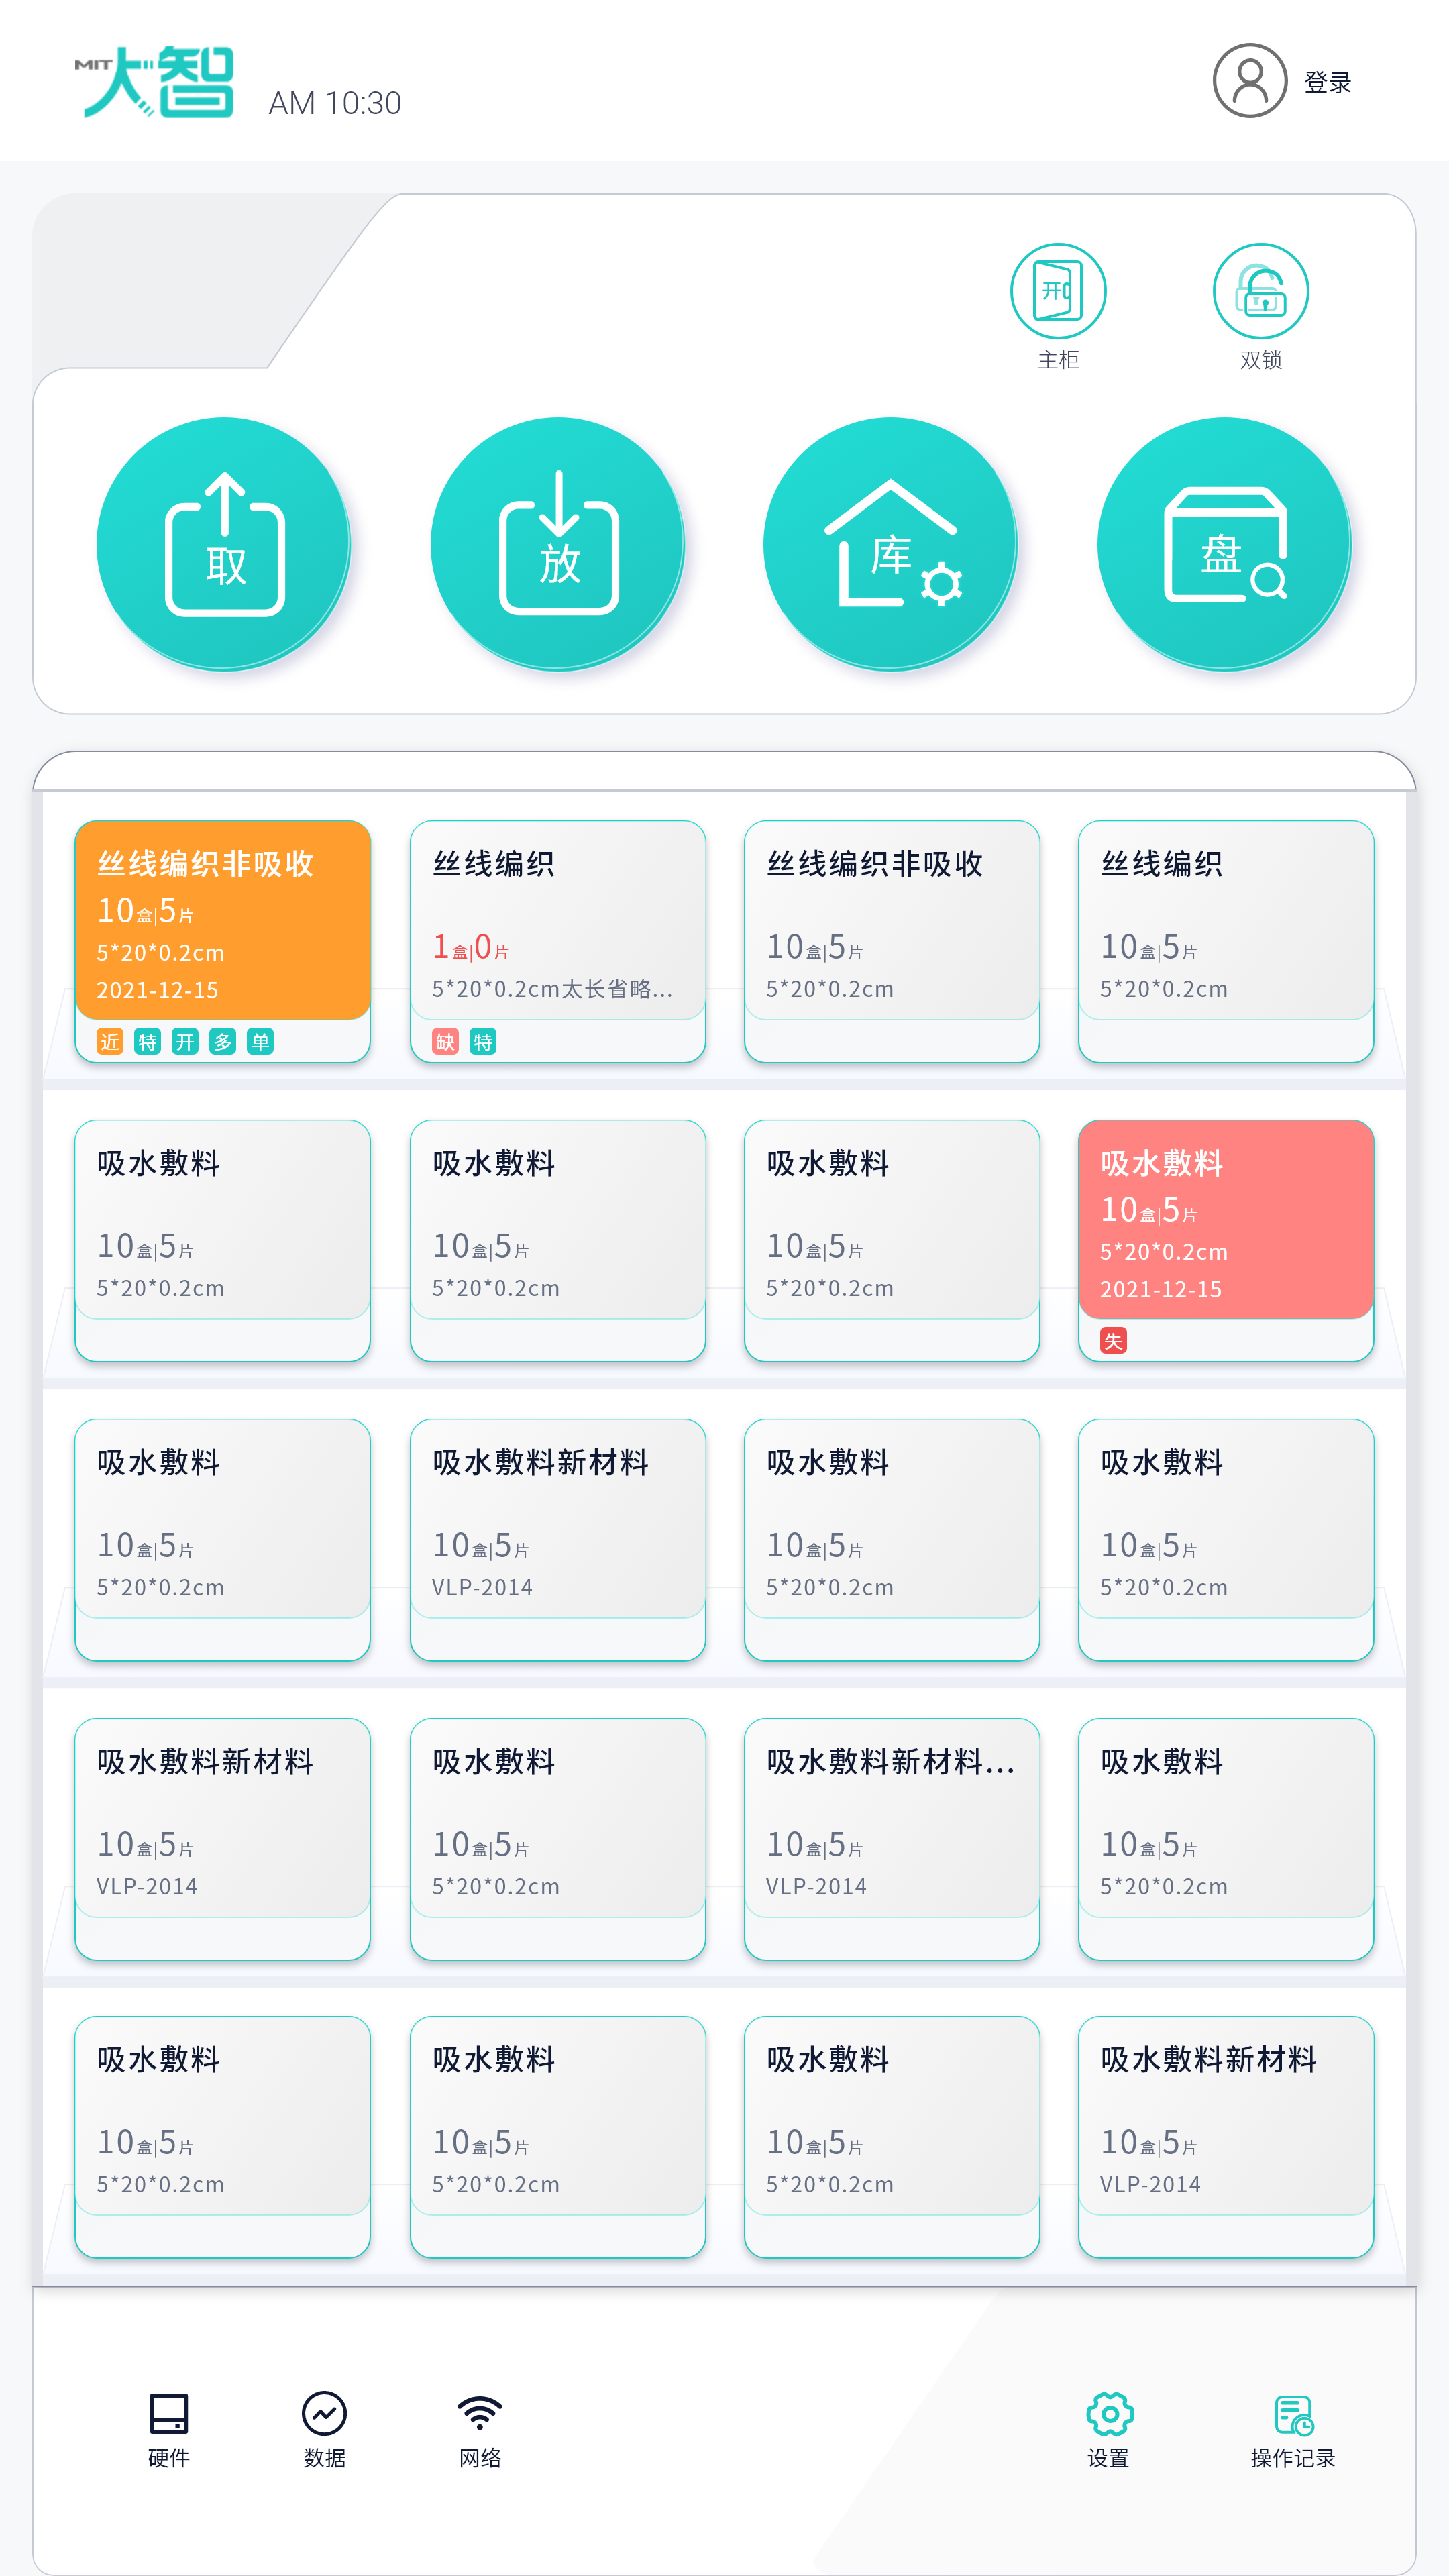 MIT大智
AM 10:30
登录
开
主柜
双锁
取
放
库
盘
丝线编织非吸收
10盒|5片
5*20*0.2cm
2021-12-15
近 特 开 多 单
丝线编织
1盒|0片
5*20*0.2cm太长省略...
缺 特
丝线编织非吸收
10盒|5片
5*20*0.2cm
丝线编织
10盒|5片
5*20*0.2cm
吸水敷料
10盒|5片
5*20*0.2cm
吸水敷料
10盒|5片
5*20*0.2cm
吸水敷料
10盒|5片
5*20*0.2cm
吸水敷料
10盒|5片
5*20*0.2cm
2021-12-15
失
吸水敷料
10盒|5片
5*20*0.2cm
吸水敷料新材料
10盒|5片
VLP-2014
吸水敷料
10盒|5片
5*20*0.2cm
吸水敷料
10盒|5片
5*20*0.2cm
吸水敷料新材料
10盒|5片
VLP-2014
吸水敷料
10盒|5片
5*20*0.2cm
吸水敷料新材料...
10盒|5片
VLP-2014
吸水敷料
10盒|5片
5*20*0.2cm
吸水敷料
10盒|5片
5*20*0.2cm
吸水敷料
10盒|5片
5*20*0.2cm
吸水敷料
10盒|5片
5*20*0.2cm
吸水敷料新材料
10盒|5片
VLP-2014
硬件
数据
网络
设置
操作记录